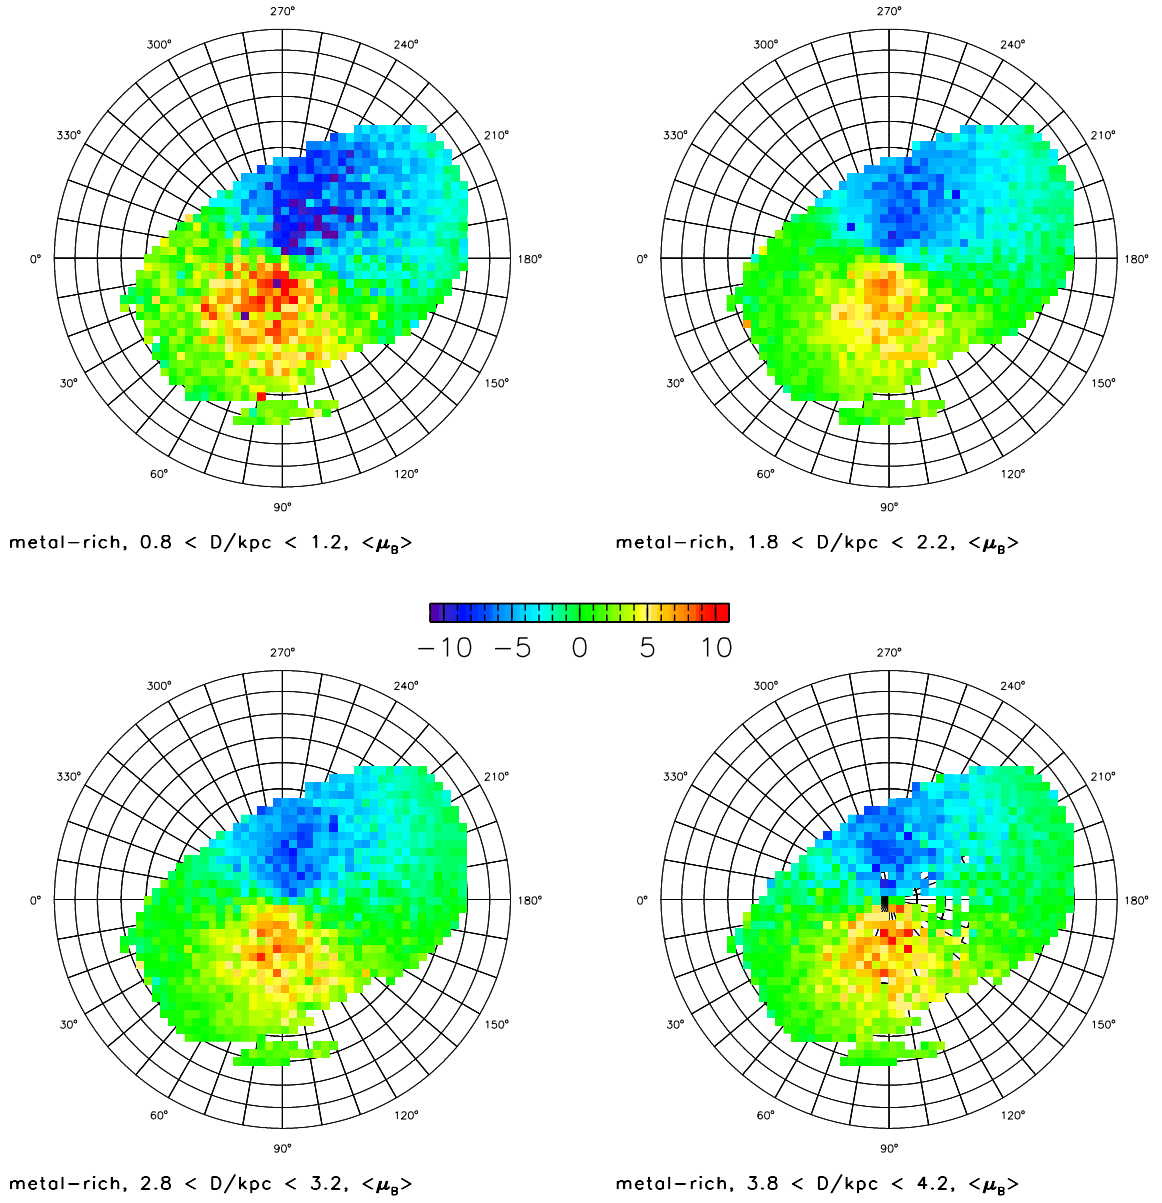 270° 270°
300° 240° 300° 240°
330° 210° 330° 210°
0° 180° 0° 180°
30° 150° 30° 150°
60° 120° 60° 120°
90° 90°
metal-rich, 0.8 < D/kpc < 1.2, <μB> metal-rich, 1.8 < D/kpc < 2.2, <μB>
-10 -5 0 5 10
270° 270°
300° 240° 300° 240°
330° 210° 330° 210°
0° 180° 0° 180°
30° 150° 30° 150°
60° 120° 60° 120°
90° 90°
metal-rich, 2.8 < D/kpc < 3.2, <μB> metal-rich, 3.8 < D/kpc < 4.2, <μB>